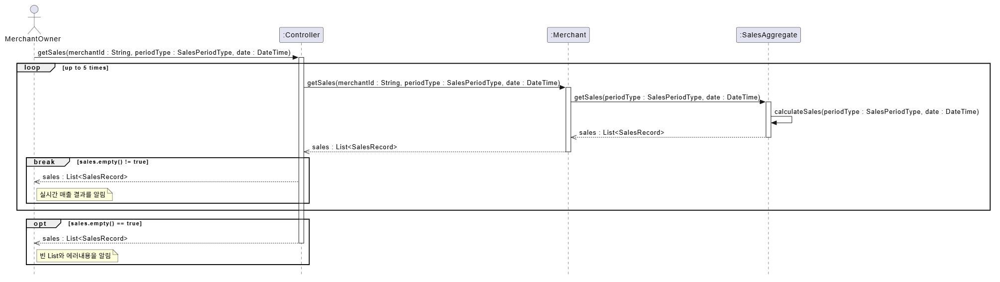 MerchantOwner
:Controller
:Merchant
:SalesAggregate
getSales(merchantId : String, periodType : SalesPeriodType, date : DateTime)
loop
[up to 5 times]
getSales(merchantId : String, periodType : SalesPeriodType, date : DateTime)
getSales(periodType : SalesPeriodType, date : DateTime)
calculateSales(periodType : SalesPeriodType, date : DateTime)
sales : List<SalesRecord>
sales : List<SalesRecord>
break
[sales.empty() != true]
sales : List<SalesRecord>
실시간 매출 결과를 알림
opt
[sales.empty() == true]
sales : List<SalesRecord>
빈 List와 에러내용을 알림